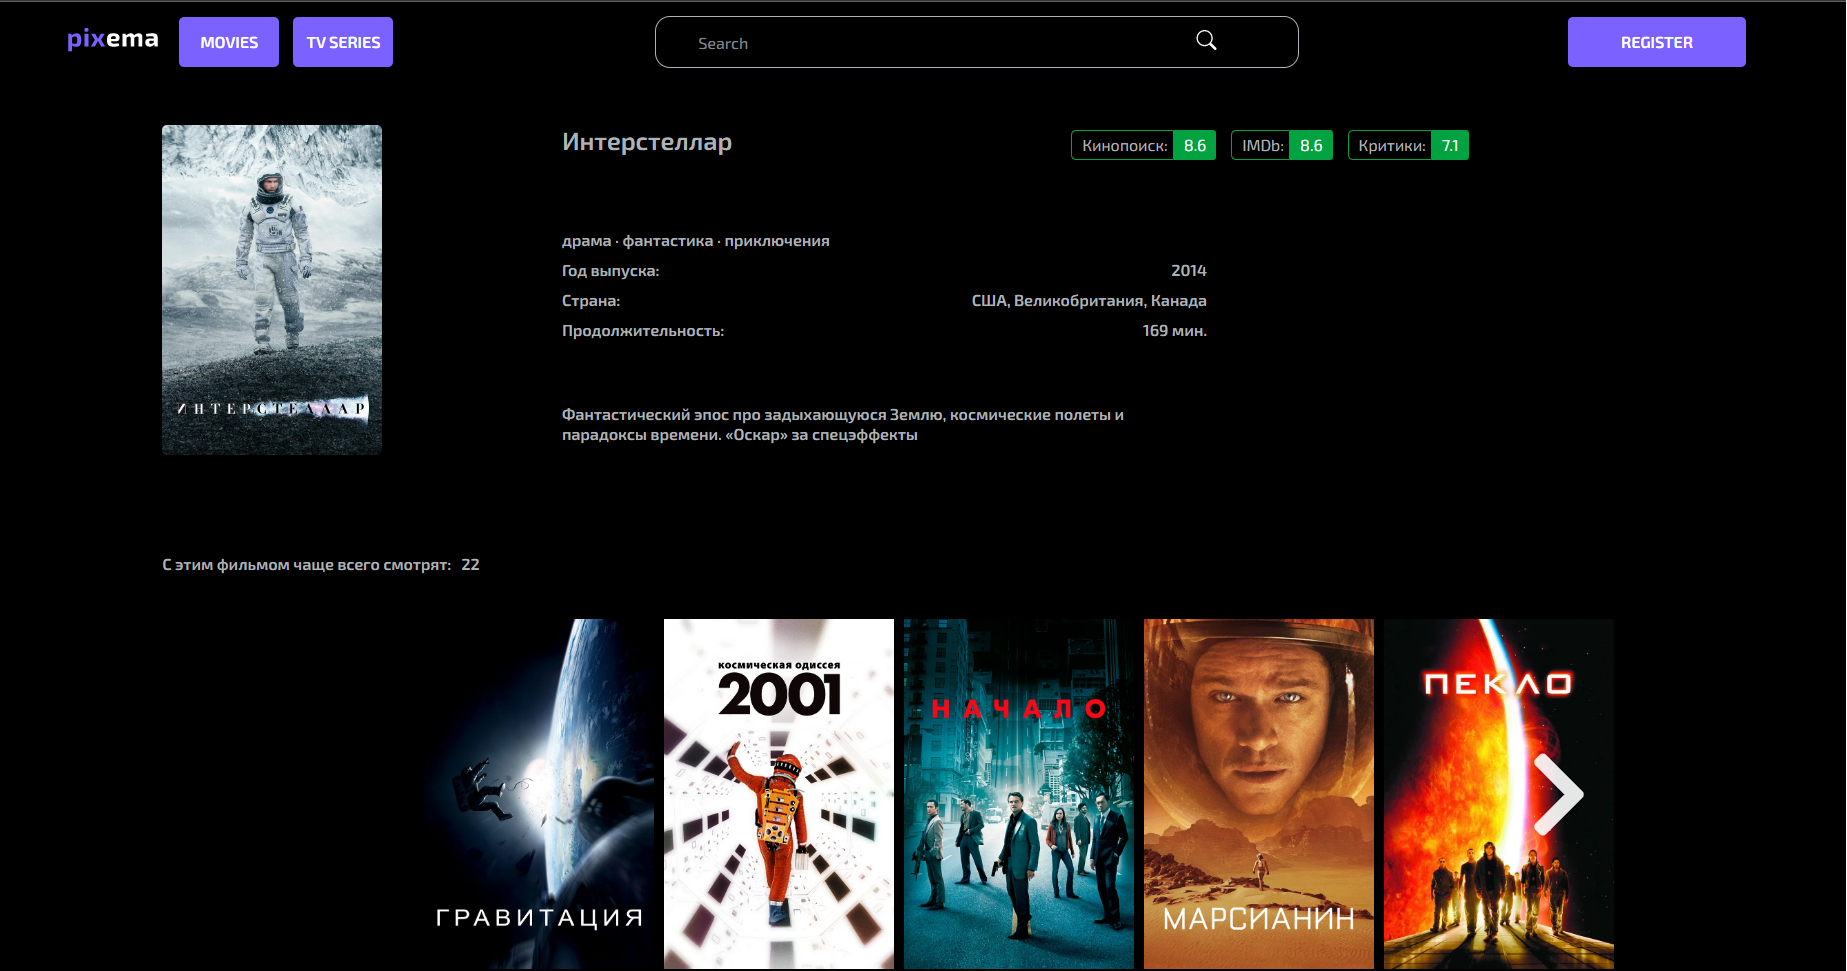 pixema MOVIES TV SERIES Search REGISTER
Интерстеллар Кинопоиск: 8.6 IMDb: 8.6 Критики: 7.1
драма · фантастика · приключения
Год выпуска: 2014
Страна: США, Великобритания, Канада
Продолжительность: 169 мин.
ИНТЕРСТЕЛЛАР
Фантастический эпос про задыхающуюся Землю, космические полеты и
парадоксы времени. «Оскар» за спецэффекты
С этим фильмом чаще всего смотрят: 22
ГРАВИТАЦИЯ
космическая одиссея
2001
НАЧАЛО
МАРСИАНИН
ПЕКЛО